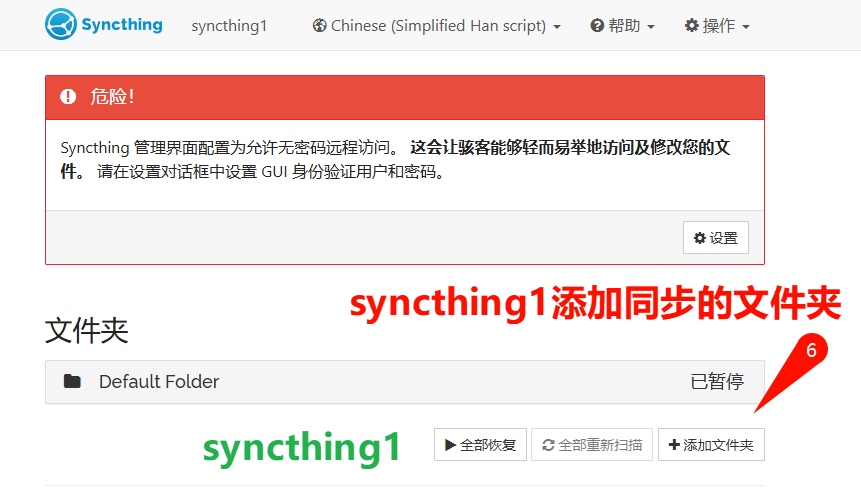 Syncthing syncthing1 Chinese (Simplified Han script) 帮助 操作
危险！
Syncthing 管理界面配置为允许无密码远程访问。 这会让骇客能够轻而易举地访问及修改您的文
件。 请在设置对话框中设置 GUI 身份验证用户和密码。
设置
syncthing1添加同步的文件夹
文件夹
6
Default Folder 已暂停
syncthing1 全部恢复 全部重新扫描 添加文件夹